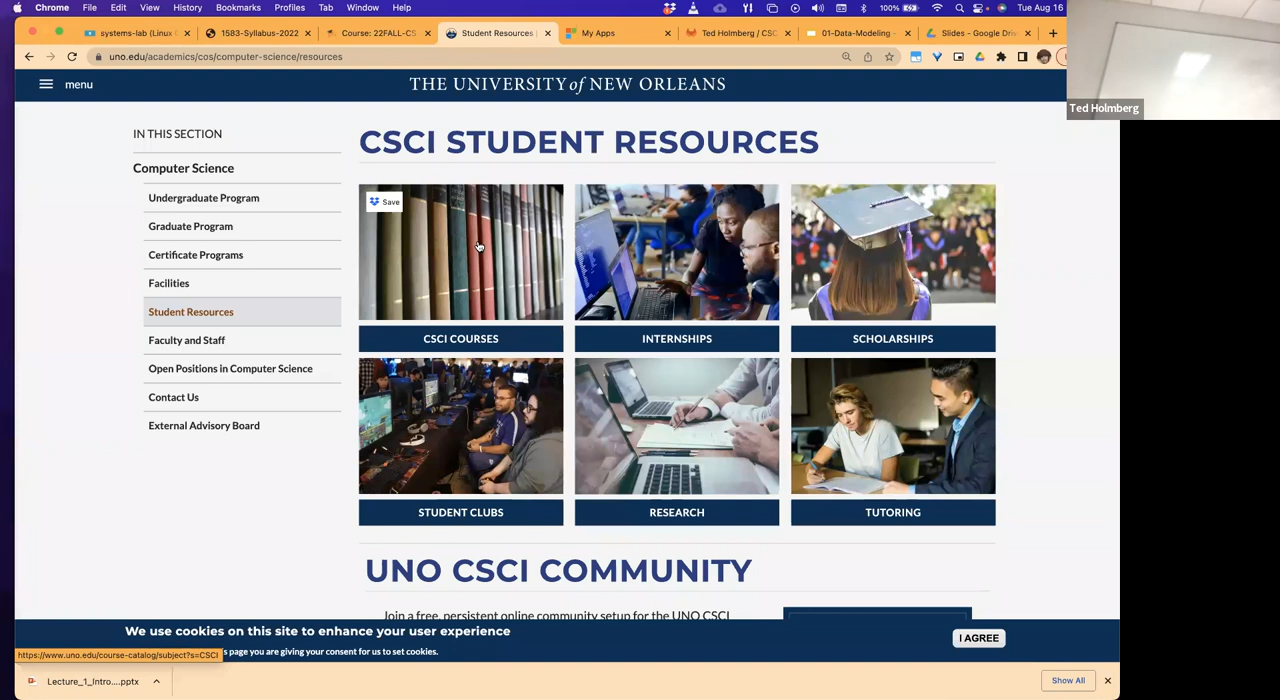 Chrome File Edit View History Bookmarks Profiles Tab Window Help 100% Tue Aug 16
systems-lab (Linux 1583-Syllabus-2022 Course: 22FALL-CS Student Resources | My Apps Ted Holmberg / CSC 01-Data-Modeling - Slides - Google Driv
uno.edu/academics/cos/computer-science/resources
menu
THE UNIVERSITY of NEW ORLEANS
Ted Holmberg
IN THIS SECTION
Computer Science
Undergraduate Program
Graduate Program
Certificate Programs
Facilities
Student Resources
Faculty and Staff
Open Positions in Computer Science
Contact Us
External Advisory Board
CSCI STUDENT RESOURCES
Save
CSCI COURSES
INTERNSHIPS
SCHOLARSHIPS
STUDENT CLUBS
RESEARCH
TUTORING
UNO CSCI COMMUNITY
Join a free, persistent online community setup for the UNO CSCI
We use cookies on this site to enhance your user experience
s page you are giving your consent for us to set cookies.
I AGREE
https://www.uno.edu/course-catalog/subject?s=CSCI
Lecture_1_Intro....pptx
Show All